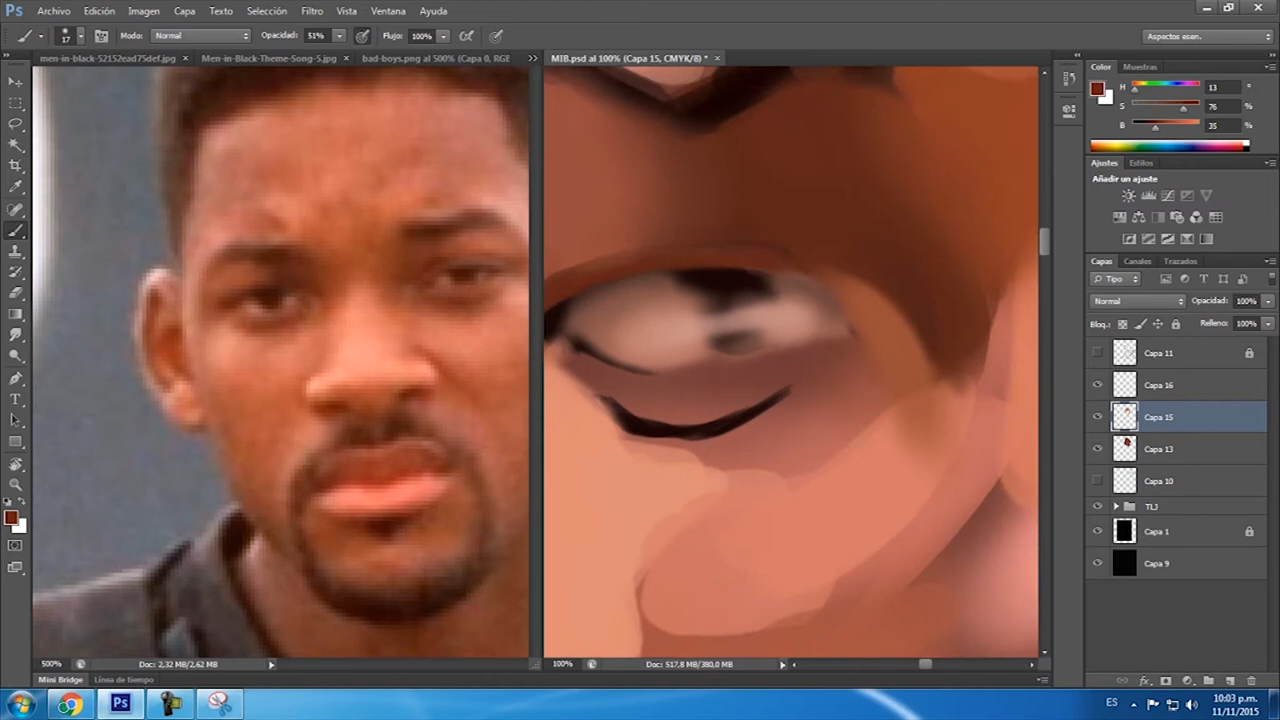 Ps Archivo Edición Imagen Capa Texto Selección Filtro Vista Ventana Ayuda
17 Modo: Normal Opacidad: 51% Flujo: 100% Aspectos esen.
men-in-black-52152ead75def.jpg × Men-in-Black-Theme-Song-5.jpg × bad-boys.png al 500% (Capa 0, RGE MIB.psd al 100% (Capa 15, CMYK/8) * ×
Color Muestras
H 13 °
S 76 %
B 35 %
Ajustes Estilos
Añadir un ajuste
Capas Canales Trazados
Tipo
Normal Opacidad: 100%
Bloq.: Relleno: 100%
Capa 11
Capa 16
Capa 15
Capa 13
Capa 10
TLJ
Capa 1
Capa 9
500% Doc: 2,32 MB/2,62 MB 100% Doc: 517,8 MB/380,0 MB
Mini Bridge Línea de tiempo
ES 10:03 p.m.
11/11/2015